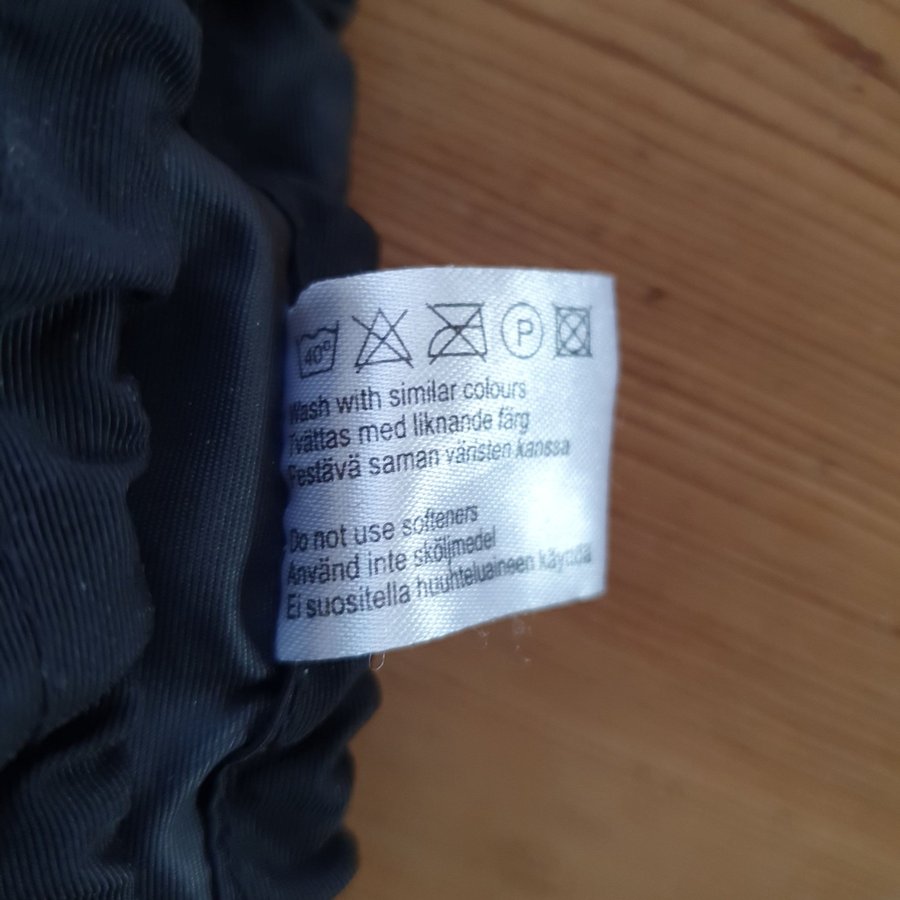 40° P
Wash with similar colours
Tvättas med liknande färg
Pestävä saman väristen kanssa
Do not use softeners
Använd inte sköljmedel
Ei suositella huuhteluaineen käyndä